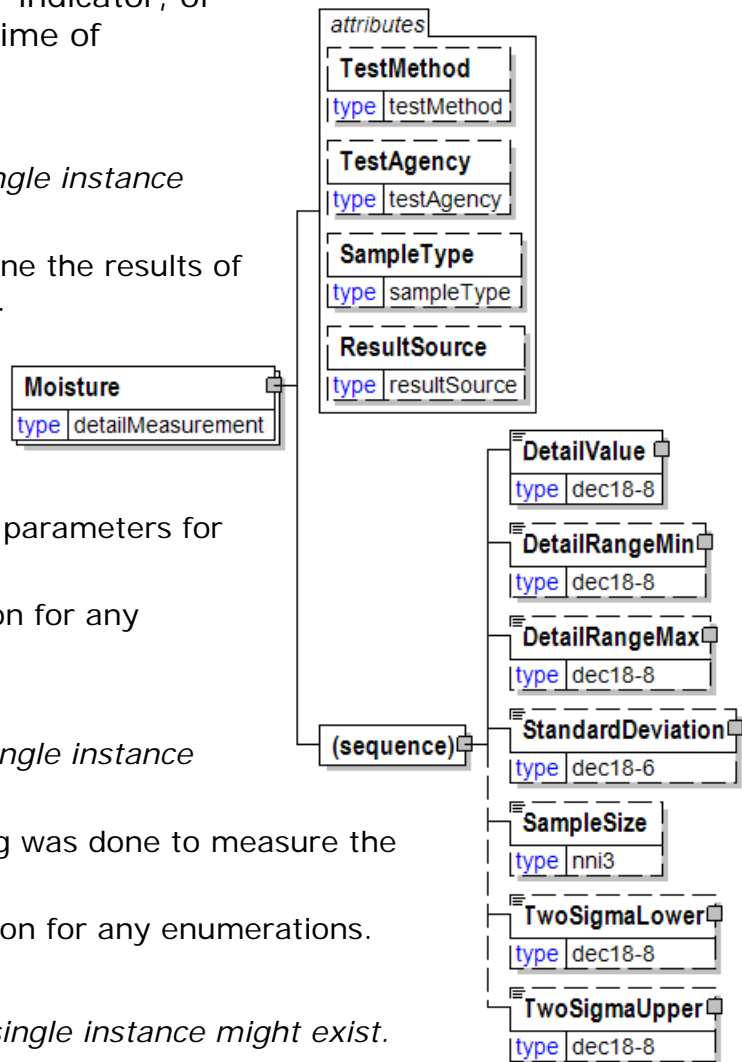 indicator, or
ime of
ngle instance
ne the results of
.
parameters for
on for any
ngle instance
g was done to measure the
on for any enumerations.
single instance might exist.
Moisture
type detailMeasurement
attributes
TestMethod
type testMethod
TestAgency
type testAgency
SampleType
type sampleType
ResultSource
type resultSource
(sequence)
DetailValue
type dec18-8
DetailRangeMin
type dec18-8
DetailRangeMax
type dec18-8
StandardDeviation
type dec18-6
SampleSize
type nni3
TwoSigmaLower
type dec18-8
TwoSigmaUpper
type dec18-8